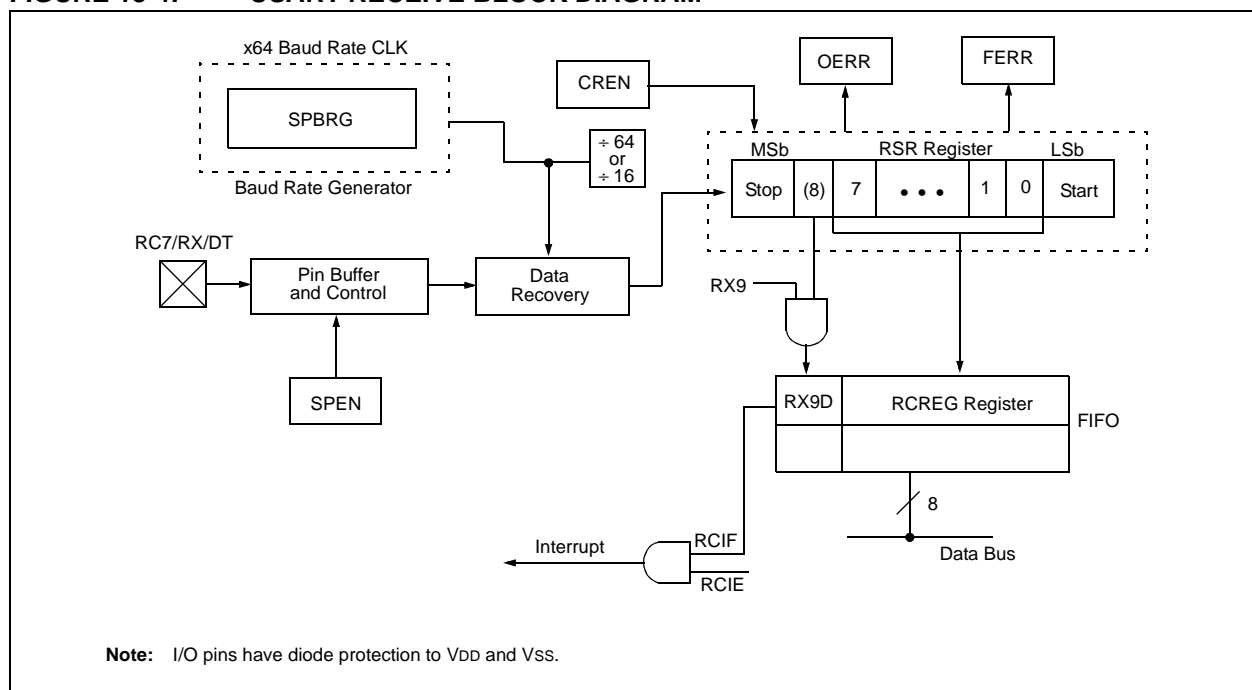 x64 Baud Rate CLK
SPBRG
Baud Rate Generator
CREN
OERR
FERR
÷ 64
or
÷ 16
MSb
RSR Register
LSb
Stop
(8)
7
• • •
1
0
Start
RC7/RX/DT
Pin Buffer
and Control
Data
Recovery
RX9
SPEN
RX9D
RCREG Register
FIFO
8
Interrupt
RCIF
RCIE
Data Bus
Note: I/O pins have diode protection to VDD and VSS.